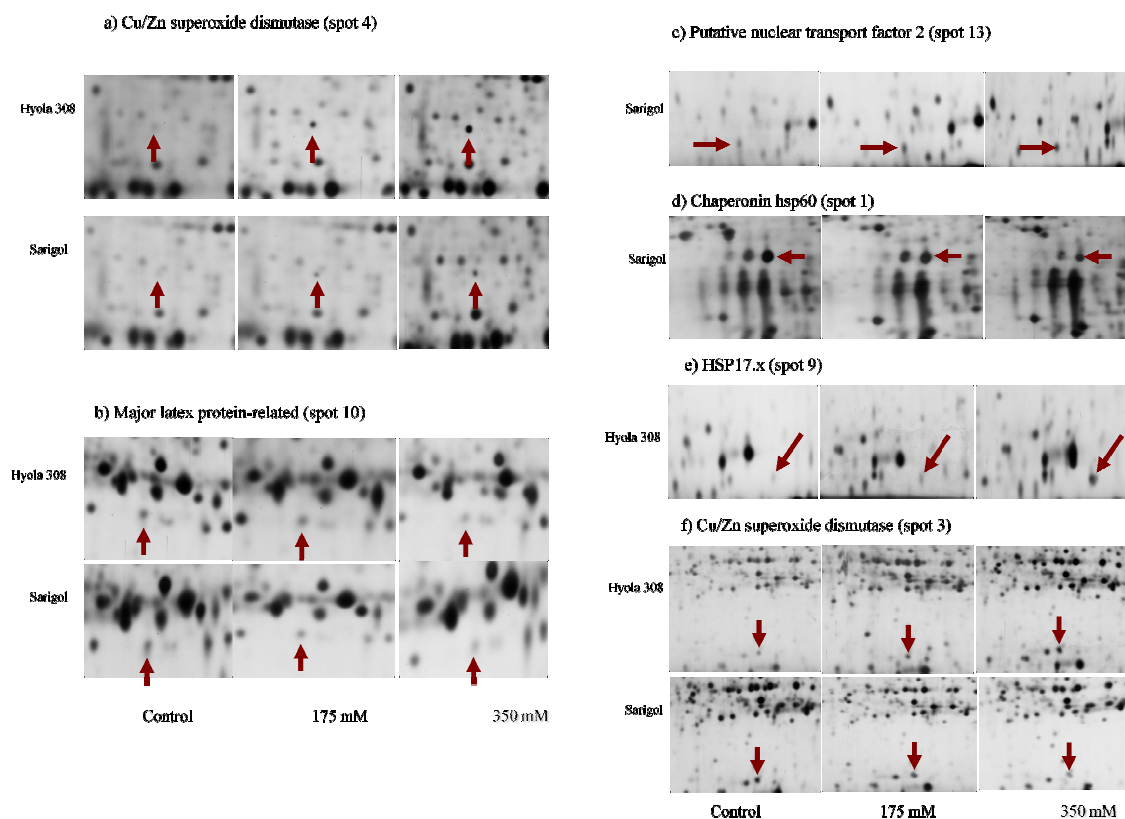 a) Cu/Zn superoxide dismutase (spot 4)
Hyola 308
Sarigol
b) Major latex protein-related (spot 10)
Hyola 308
Sarigol
Control 175 mM 350 mM
c) Putative nuclear transport factor 2 (spot 13)
Sarigol
d) Chaperonin hsp60 (spot 1)
Sarigol
e) HSP17.x (spot 9)
Hyola 308
f) Cu/Zn superoxide dismutase (spot 3)
Hyola 308
Sarigol
Control 175 mM 350 mM